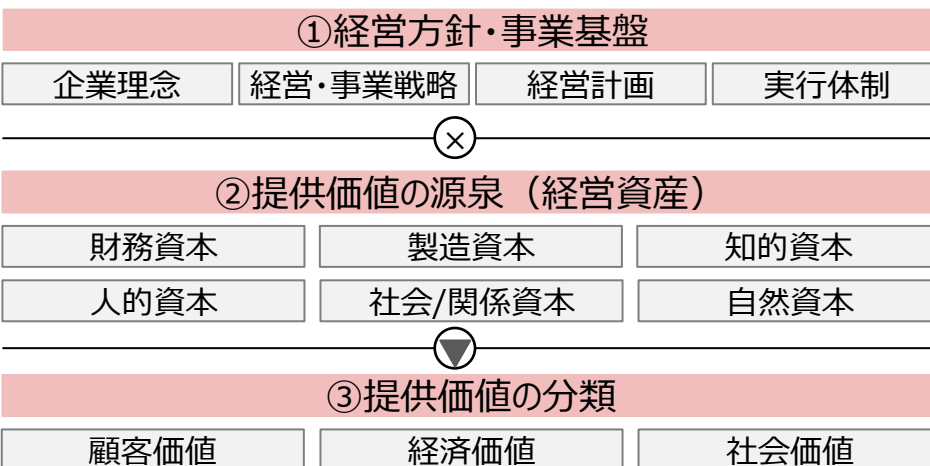 ①経営方針・事業基盤
企業理念 経営・事業戦略 経営計画 実行体制
×
②提供価値の源泉（経営資産）
財務資本 製造資本 知的資本
人的資本 社会/関係資本 自然資本
③提供価値の分類
顧客価値 経済価値 社会価値